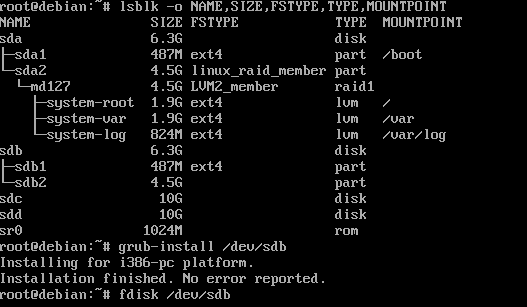 root@debian:~# lsblk -o NAME,SIZE,FSTYPE,TYPE,MOUNTPOINT
NAME SIZE FSTYPE TYPE MOUNTPOINT
sda 6.3G disk
├─sda1 487M ext4 part /boot
└─sda2 4.5G linux_raid_member part
  └─md127 4.5G LVM2_member raid1
    ├─system-root 1.9G ext4 lvm /
    ├─system-var 1.9G ext4 lvm /var
    └─system-log 824M ext4 lvm /var/log
sdb 6.3G disk
├─sdb1 487M ext4 part
└─sdb2 4.5G part
sdc 10G disk
sdd 10G disk
sr0 1024M rom
root@debian:~# grub-install /dev/sdb
Installing for i386-pc platform.
Installation finished. No error reported.
root@debian:~# fdisk /dev/sdb